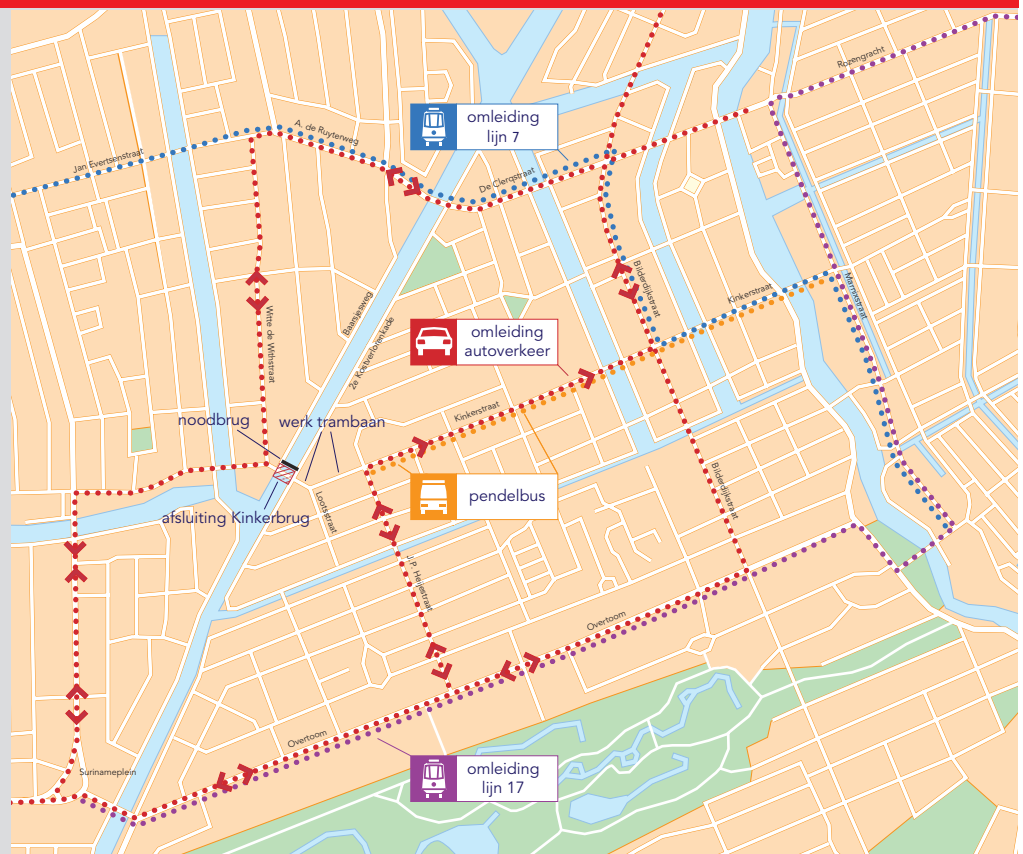 Rozengracht
omleiding
lijn 7
A. de Ruyterweg
Jan Evertsenstraat
De Clerqstraat
Bilderdijkstraat
Marnixstraat
Kinkerstraat
Baarsjesweg
2e Kostverlorenkade
Witte de Withstraat
omleiding
autoverkeer
Kinkerstraat
noodbrug
werk trambaan
Bilderdijkstraat
pendelbus
Lootsstraat
afsluiting Kinkerbrug
J.P. Heijestraat
Overtoom
Overtoom
omleiding
lijn 17
Surinameplein